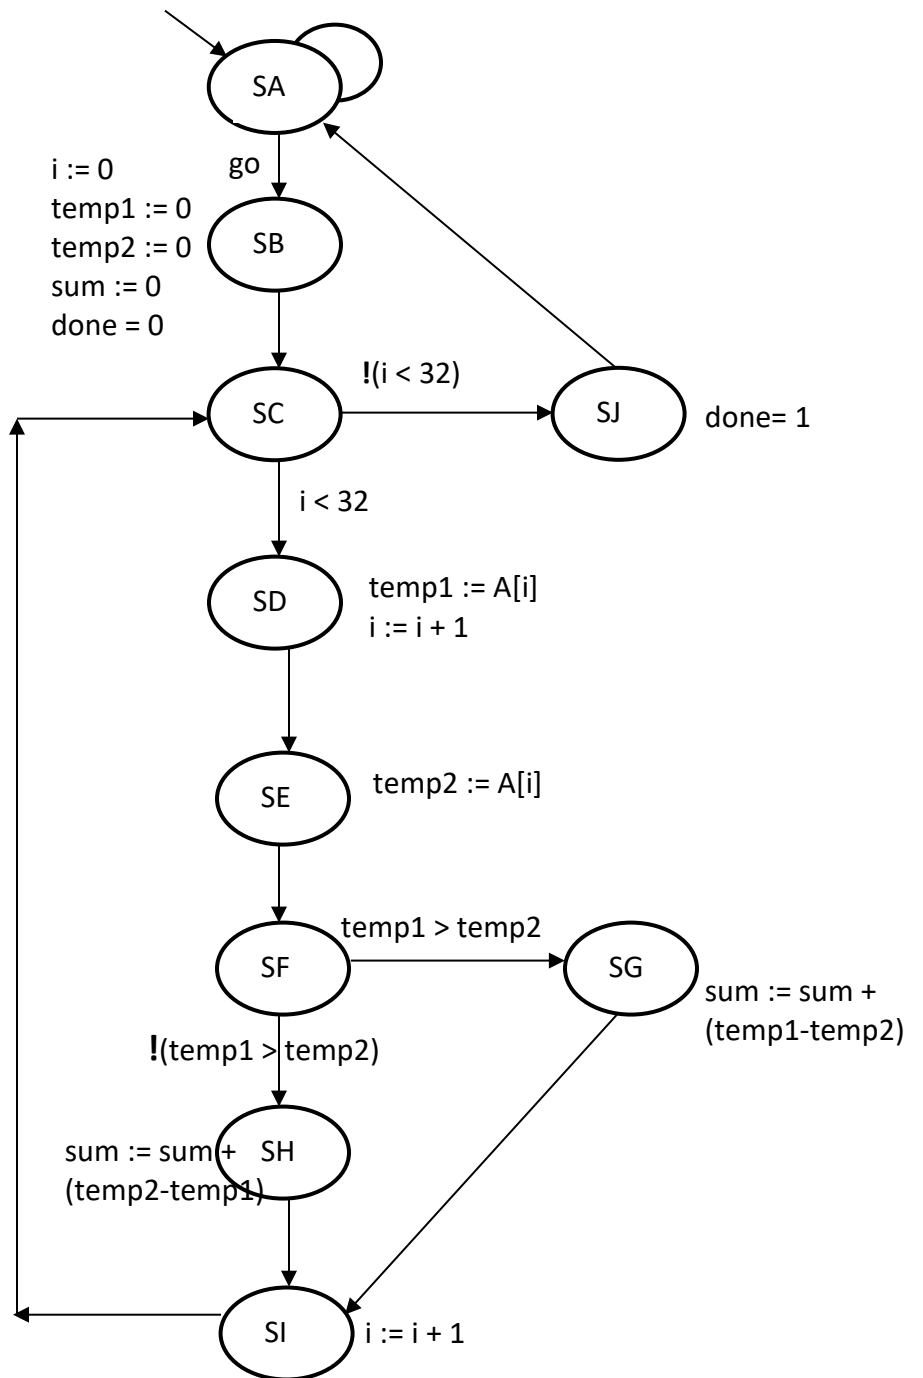 SA
go
i := 0
temp1 := 0
temp2 := 0
sum := 0
done = 0
SB
!(i < 32)
SC
SJ
done= 1
i < 32
SD
temp1 := A[i]
i := i + 1
SE
temp2 := A[i]
temp1 > temp2
SF
SG
sum := sum +
(temp1-temp2)
!(temp1 > temp2)
sum := sum +
(temp2-temp1)
SH
SI
i := i + 1